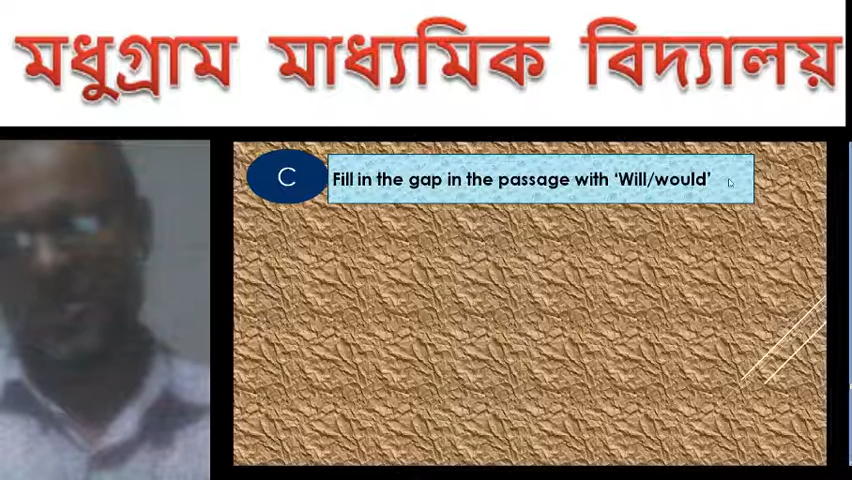 মধুগ্রাম মাধ্যমিক বিদ্যালয়
C
Fill in the gap in the passage with ‘Will/would’